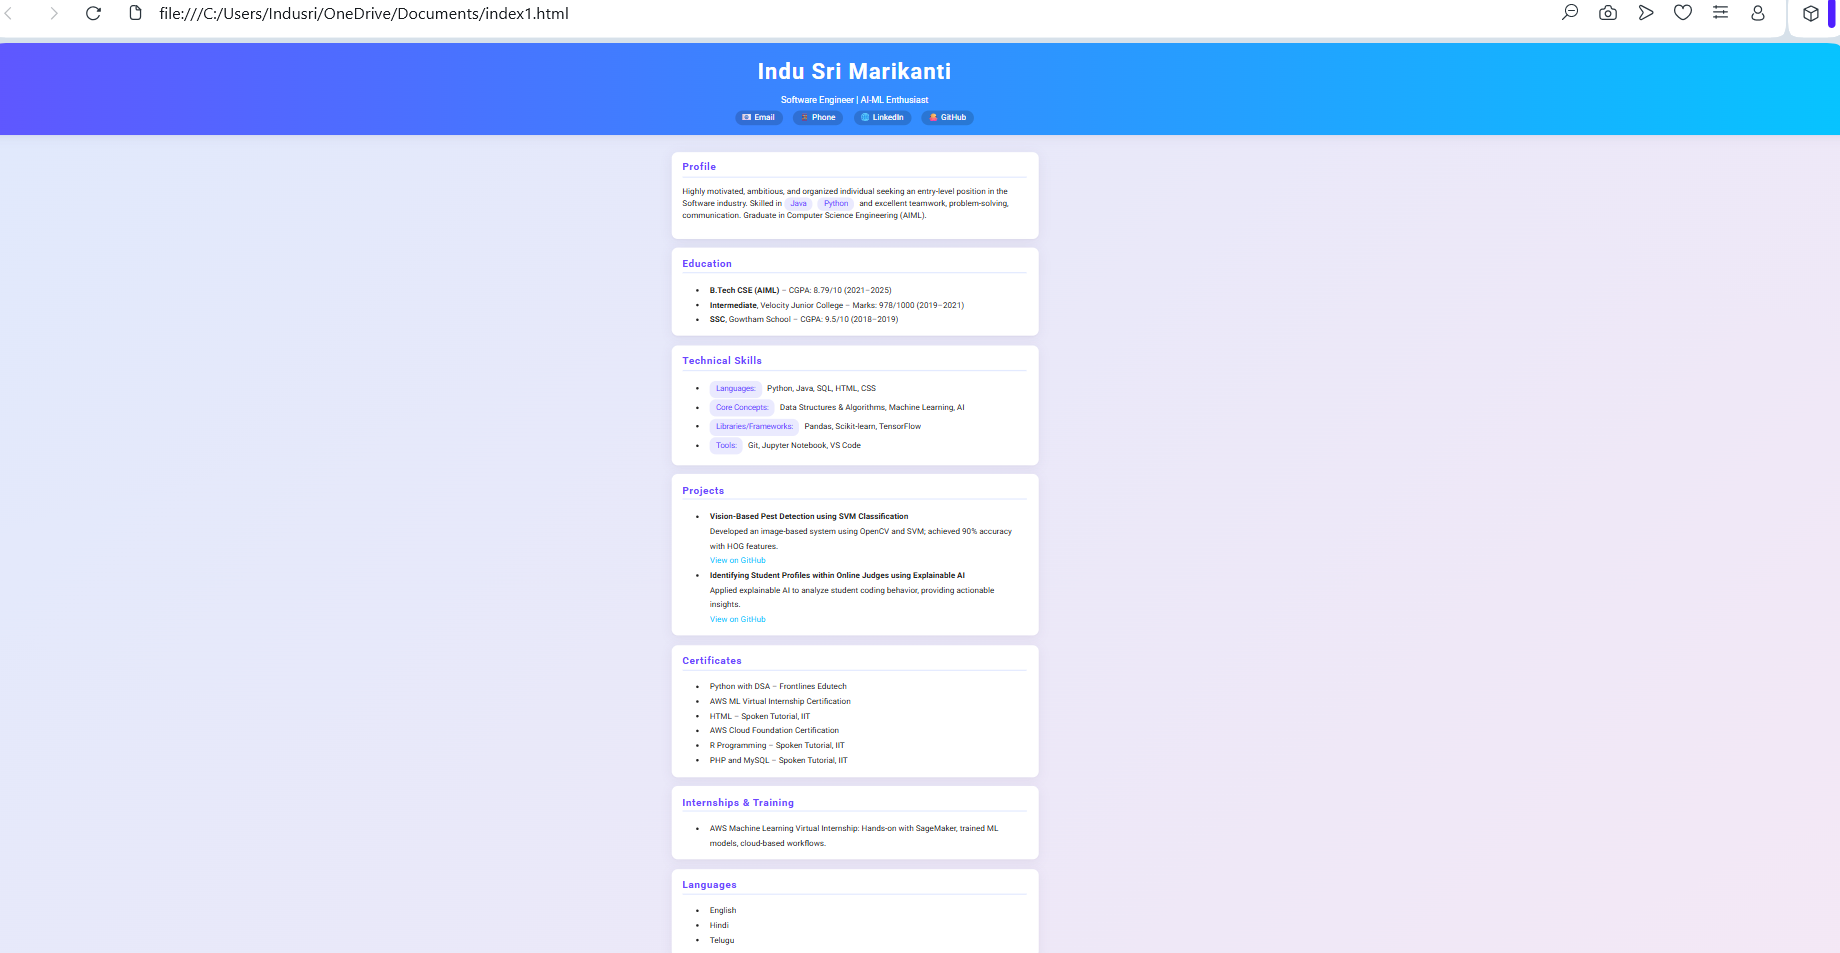 file:///C:/Users/Indusri/OneDrive/Documents/index1.html
Indu Sri Marikanti
Software Engineer | AI-ML Enthusiast
Email Phone LinkedIn GitHub
Profile
Highly motivated, ambitious, and organized individual seeking an entry-level position in the
Software industry. Skilled in Java Python and excellent teamwork, problem-solving,
communication. Graduate in Computer Science Engineering (AIML).
Education
• B.Tech CSE (AIML) – CGPA: 8.79/10 (2021–2025)
• Intermediate, Velocity Junior College – Marks: 978/1000 (2019–2021)
• SSC, Gowtham School – CGPA: 9.5/10 (2018–2019)
Technical Skills
• Languages: Python, Java, SQL, HTML, CSS
• Core Concepts: Data Structures & Algorithms, Machine Learning, AI
• Libraries/Frameworks: Pandas, Scikit-learn, TensorFlow
• Tools: Git, Jupyter Notebook, VS Code
Projects
• Vision-Based Pest Detection using SVM Classification
Developed an image-based system using OpenCV and SVM; achieved 90% accuracy
with HOG features.
View on GitHub
• Identifying Student Profiles within Online Judges using Explainable AI
Applied explainable AI to analyze student coding behavior, providing actionable
insights.
View on GitHub
Certificates
• Python with DSA – Frontlines Edutech
• AWS ML Virtual Internship Certification
• HTML – Spoken Tutorial, IIT
• AWS Cloud Foundation Certification
• R Programming – Spoken Tutorial, IIT
• PHP and MySQL – Spoken Tutorial, IIT
Internships & Training
• AWS Machine Learning Virtual Internship: Hands-on with SageMaker, trained ML
models, cloud-based workflows.
Languages
• English
• Hindi
• Telugu